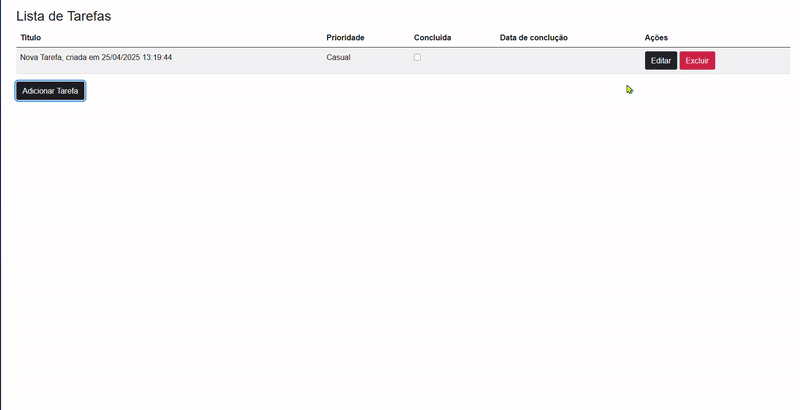 Lista de Tarefas
Titulo Prioridade Concluída Data de conclução Ações
Nova Tarefa, criada em 25/04/2025 13:19:44 Casual Editar Excluir
Adicionar Tarefa